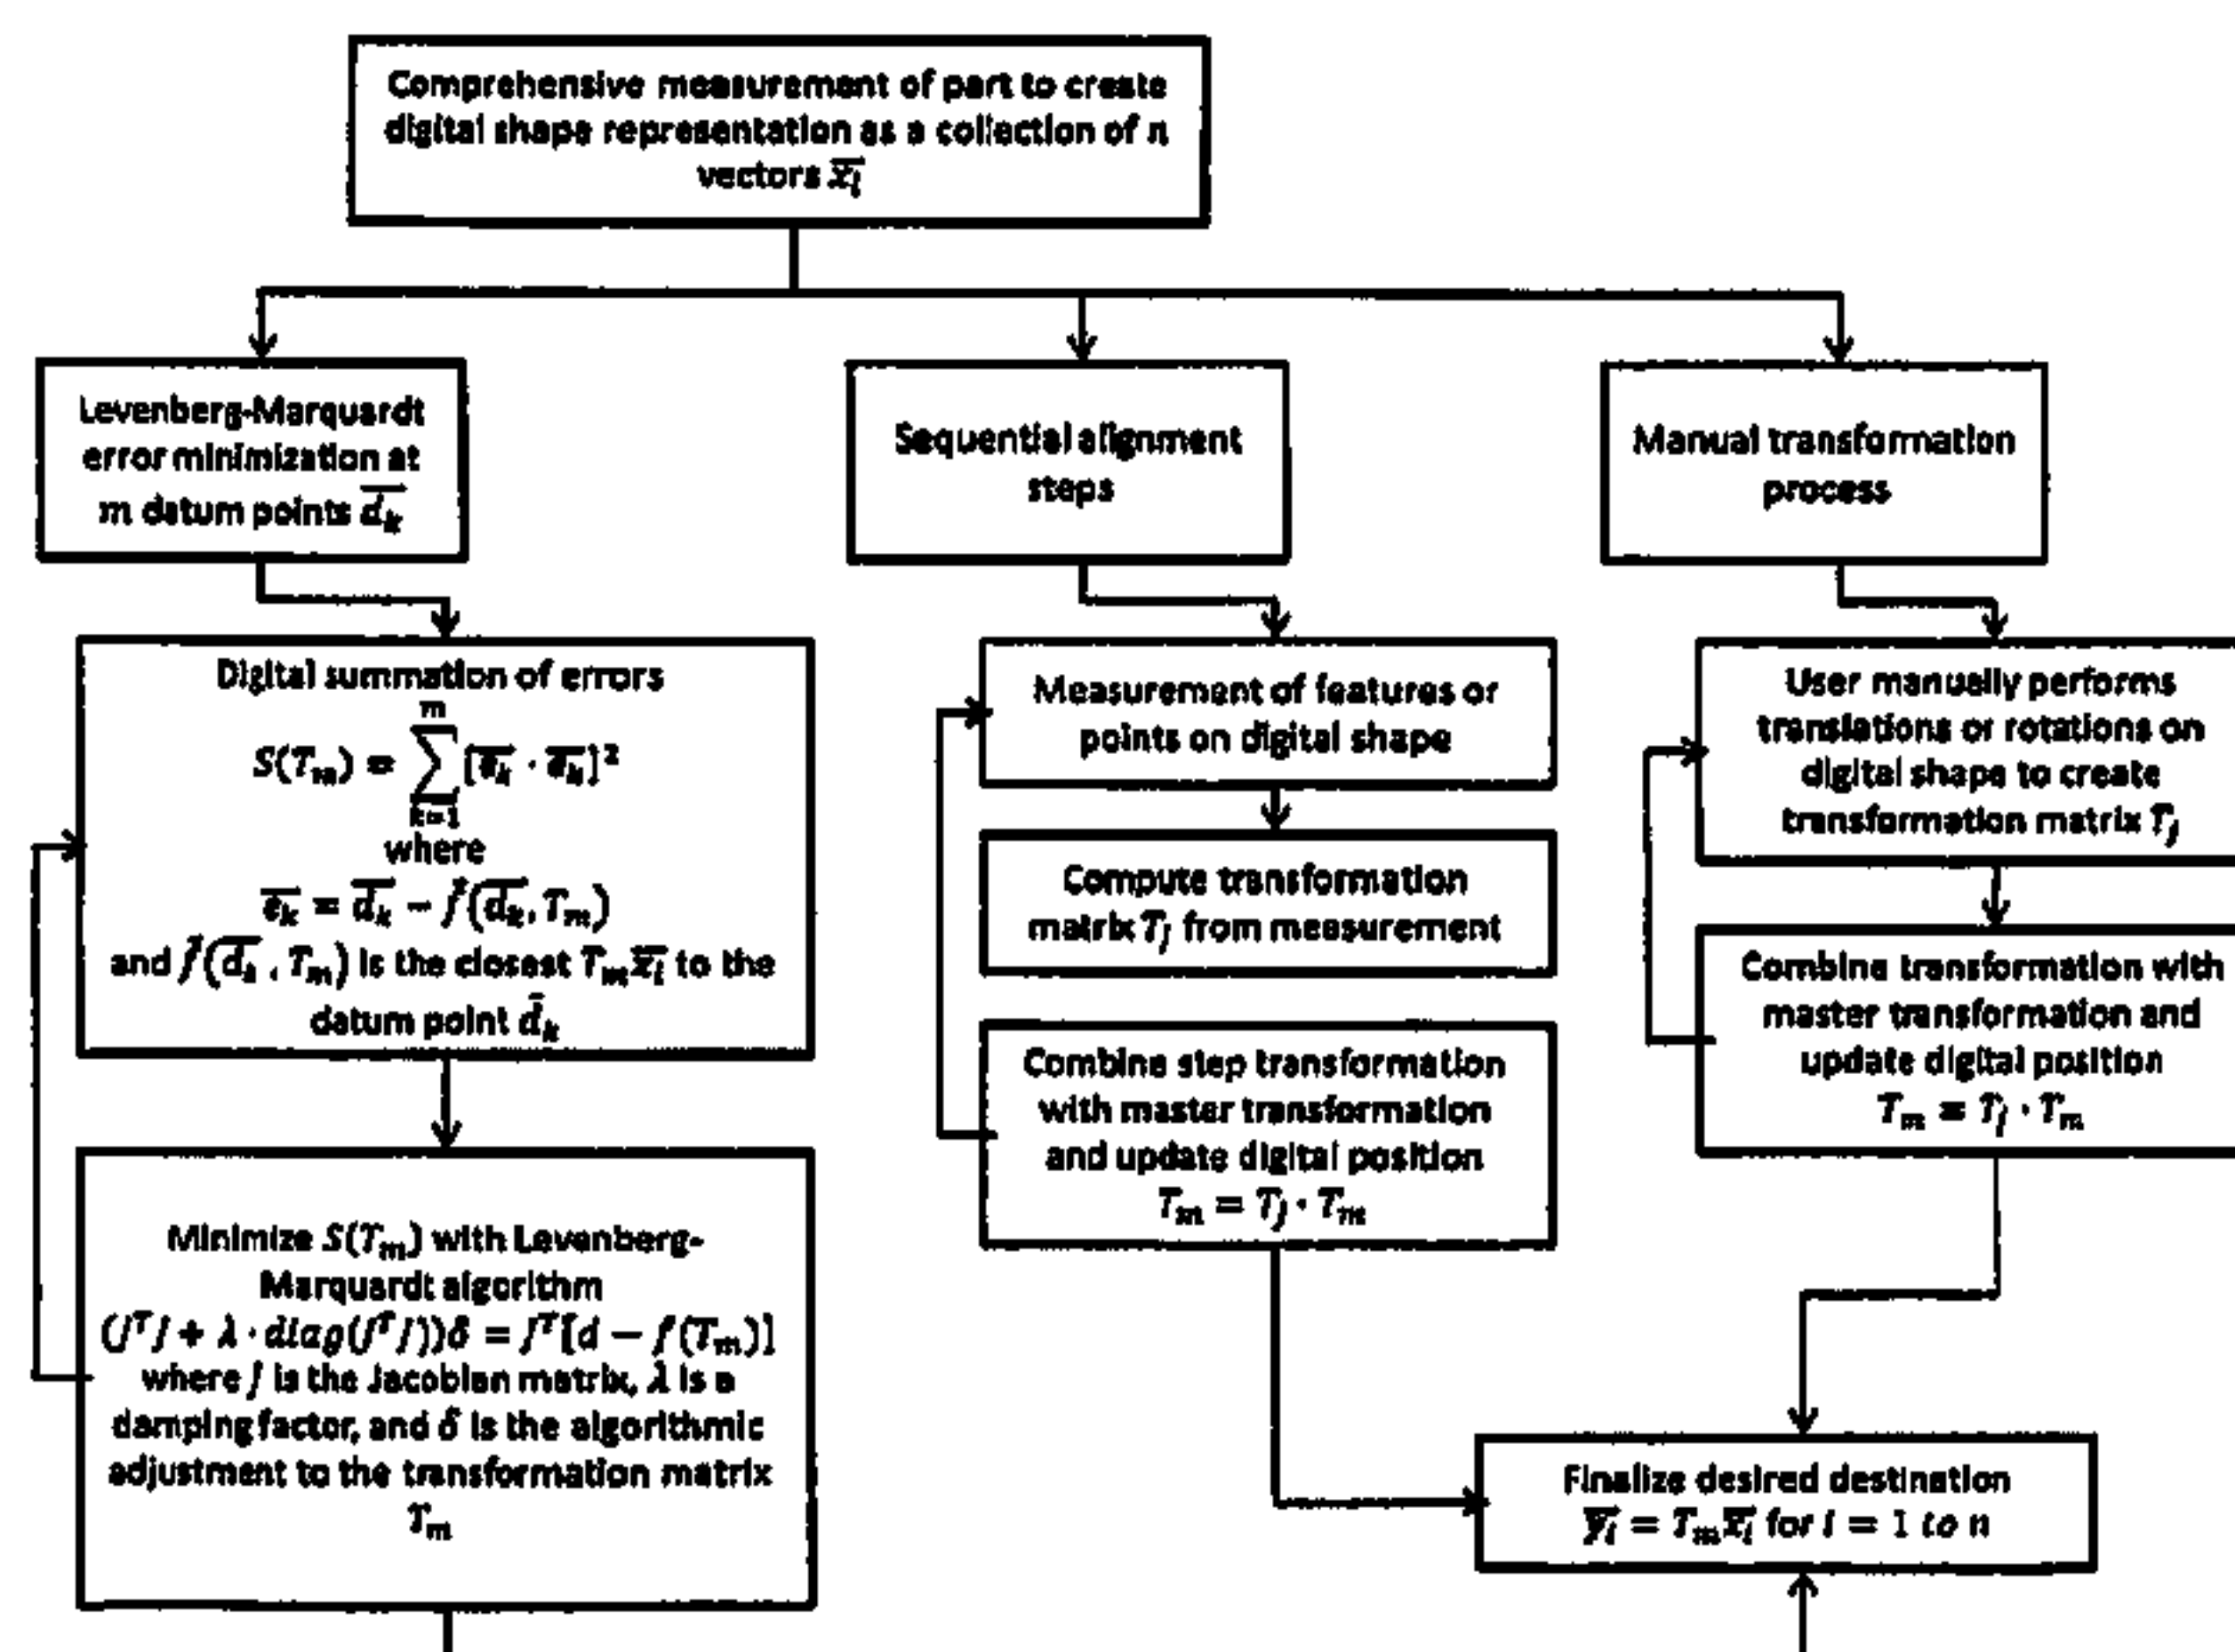 Comprehensive measurement of part to create
digital shape representation as a collection of n
vectors x̅ᵢ
Levenberg-Marquardt
error minimization at
m datum points d̅ₖ
Sequential alignment
steps
Manual transformation
process
Digital summation of errors
S(Tₘ) = ∑ₖ₌₁ᵐ [e̅ₖ · e̅ₖ]²
where
e̅ₖ = d̅ₖ − f⃗(d̅ₖ, Tₘ)
and f⃗(d̅ₖ, Tₘ) is the closest Tₘx̅ᵢ to the
datum point d̅ₖ
Minimize S(Tₘ) with Levenberg-
Marquardt algorithm
(JᵀJ + λ · diag(JᵀJ))δ = Jᵀ[d − f(Tₘ)]
where J is the Jacobian matrix, λ is a
damping factor, and δ is the algorithmic
adjustment to the transformation matrix
Tₘ
Measurement of features or
points on digital shape
Compute transformation
matrix Tⱼ from measurement
Combine step transformation
with master transformation
and update digital position
Tₘ = Tⱼ · Tₘ
User manually performs
translations or rotations on
digital shape to create
transformation matrix Tⱼ
Combine transformation with
master transformation and
update digital position
Tₘ = Tⱼ · Tₘ
Finalize desired destination
y̅ᵢ = Tₘx̅ᵢ for i = 1 to n